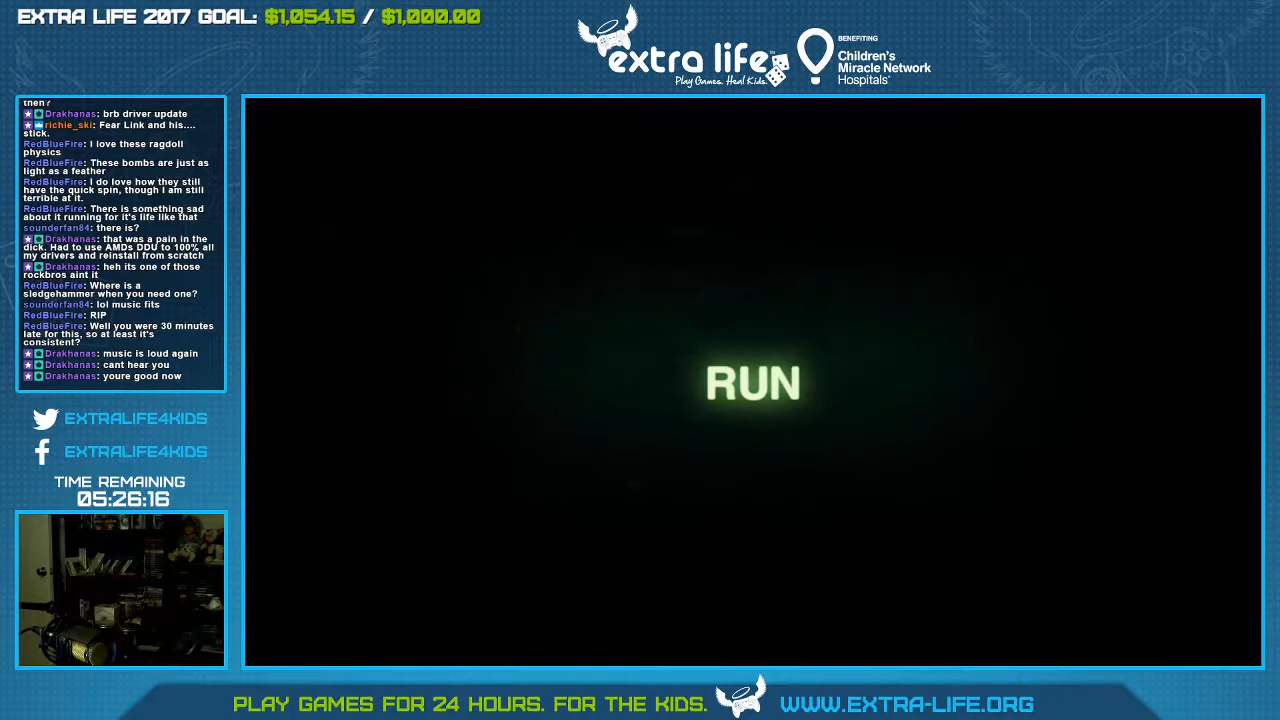 EXTRA LIFE 2017 GOAL: $1,054.15 / $1,000.00
extra life
Play Games. Heal Kids.
BENEFITING
Children's
Miracle Network
Hospitals
then?
Drakhanas: brb driver update
richie_ski: Fear Link and his....
stick.
RedBlueFire: I love these ragdoll
physics
RedBlueFire: These bombs are just as
light as a feather
RedBlueFire: I do love how they still
have the quick spin, though I am still
terrible at it.
RedBlueFire: There is something sad
about it running for it's life like that
sounderfan84: there is?
Drakhanas: that was a pain in the
dick. Had to use AMDs DDU to 100% all
my drivers and reinstall from scratch
Drakhanas: heh its one of those
rockbros aint it
RedBlueFire: Where is a
sledgehammer when you need one?
sounderfan84: lol music fits
RedBlueFire: RIP
RedBlueFire: Well you were 30 minutes
late for this, so at least it's
consistent?
Drakhanas: music is loud again
Drakhanas: cant hear you
Drakhanas: youre good now
RUN
EXTRALIFE4KIDS
EXTRALIFE4KIDS
TIME REMAINING
05:26:16
PLAY GAMES FOR 24 HOURS. FOR THE KIDS.
WWW.EXTRA-LIFE.ORG